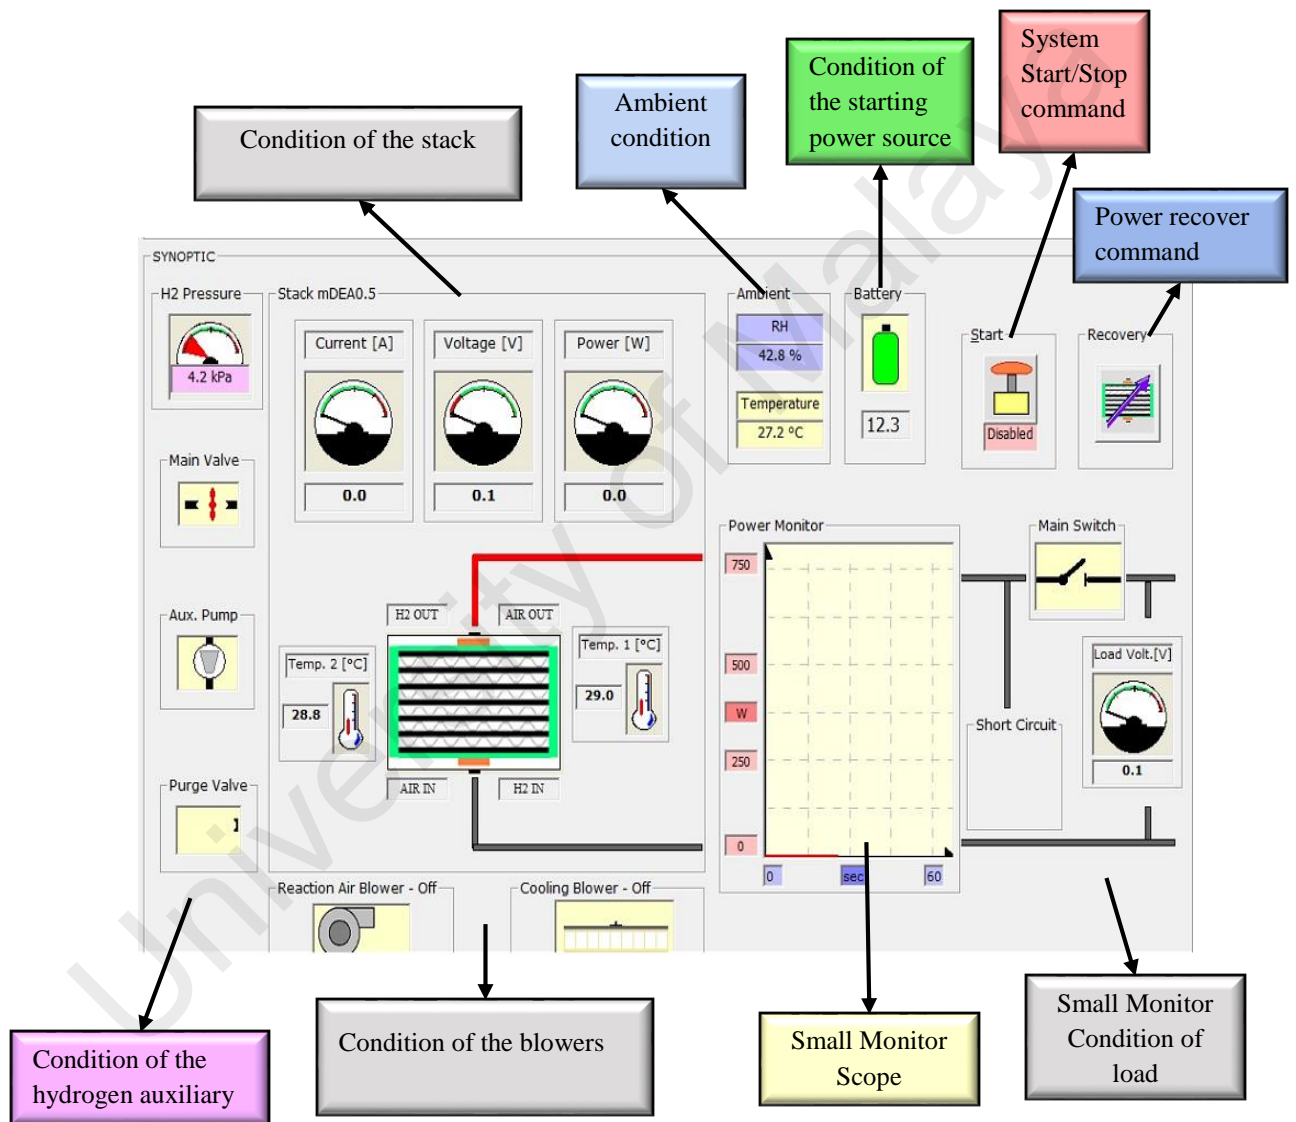 System
Start/Stop
command
Condition of
the starting
power source
Ambient
condition
Condition of the stack
Power recover
command
SYNOPTIC
H2 Pressure
4.2 kPa
Stack mDEA0.5
Current [A]
0.0
Voltage [V]
0.1
Power [W]
0.0
Ambient
RH
42.8 %
Temperature
27.2 °C
Battery
12.3
Start
Disabled
Recovery
Main Valve
Aux. Pump
Purge Valve
H2 OUT
AIR OUT
Temp. 2 [°C]
28.8
Temp. 1 [°C]
29.0
AIR IN
H2 IN
Power Monitor
750
500
W
250
0
0
sec
60
Main Switch
Short Circuit
Load Volt.[V]
0.1
Reaction Air Blower - Off
Cooling Blower - Off
Condition of the
hydrogen auxiliary
Condition of the blowers
Small Monitor
Scope
Small Monitor
Condition of
load
University of Malaya